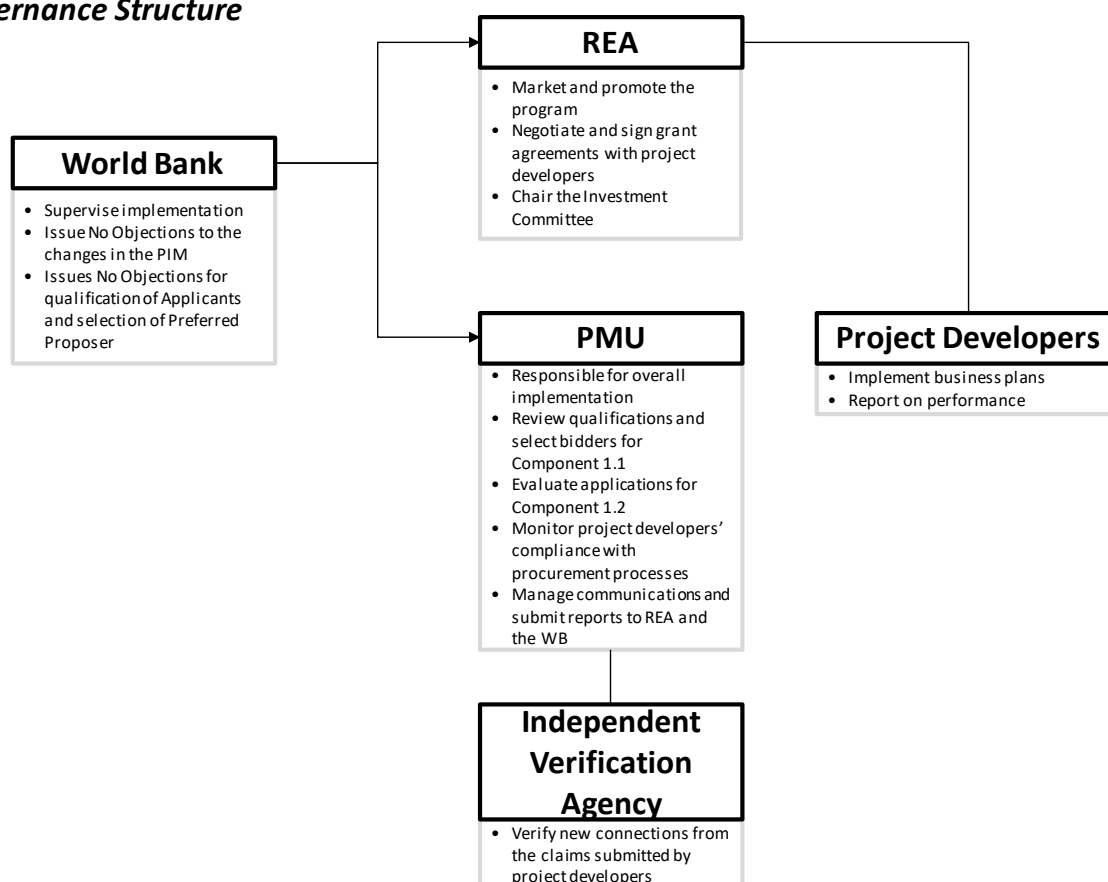 ernance Structure
REA
• Market and promote the
program
• Negotiate and sign grant
agreements with project
developers
• Chair the Investment
Committee
World Bank
• Supervise implementation
• Issue No Objections to the
changes in the PIM
• Issues No Objections for
qualification of Applicants
and selection of Preferred
Proposer
PMU
• Responsible for overall
implementation
• Review qualifications and
select bidders for
Component 1.1
• Evaluate applications for
Component 1.2
• Monitor project developers’
compliance with
procurement processes
• Manage communications and
submit reports to REA and
the WB
Project Developers
• Implement business plans
• Report on performance
Independent
Verification
Agency
• Verify new connections from
the claims submitted by
project developers